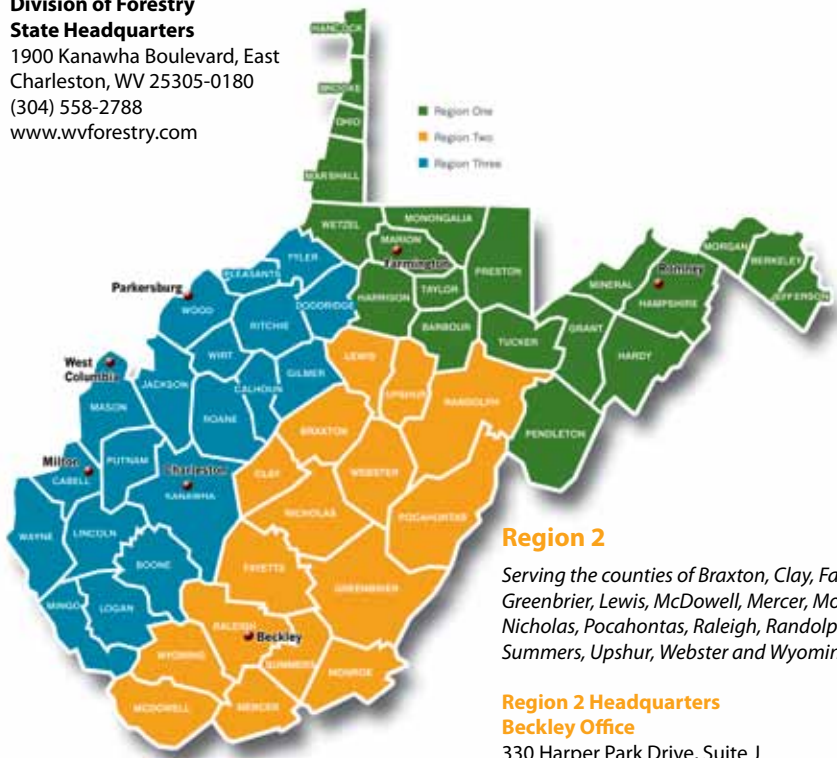 Division of Forestry
State Headquarters
1900 Kanawha Boulevard, East
Charleston, WV 25305-0180
(304) 558-2788
www.wvforestry.com
HANCOCK
BROOKE
OHIO
MARSHALL
Region One
Region Two
Region Three
WETZEL
MONONGALIA
MARION
Farmington
PRESTON
MORGAN
BERKELEY
JEFFERSON
MINERAL
Romney
HAMPSHIRE
TYLER
PLEASANTS
Parkersburg
WOOD
DODDRIDGE
HARRISON
TAYLOR
RITCHIE
BARBOUR
TUCKER
GRANT
HARDY
WIRT
LEWIS
West
Columbia
JACKSON
CALHOUN
GILMER
UPSHUR
RANDOLPH
MASON
ROANE
BRAXTON
PENDLETON
Milton
CABELL
PUTNAM
Charleston
KANAWHA
CLAY
WEBSTER
NICHOLAS
POCAHONTAS
WAYNE
LINCOLN
BOONE
FAYETTE
GREENBRIER
MINGO
LOGAN
RALEIGH
Beckley
WYOMING
SUMMERS
MONROE
MCDOWELL
MERCER
Region 2
Serving the counties of Braxton, Clay, Fa
Greenbrier, Lewis, McDowell, Mercer, Mo
Nicholas, Pocahontas, Raleigh, Randolp
Summers, Upshur, Webster and Wyomin
Region 2 Headquarters
Beckley Office
330 Harper Park Drive, Suite J